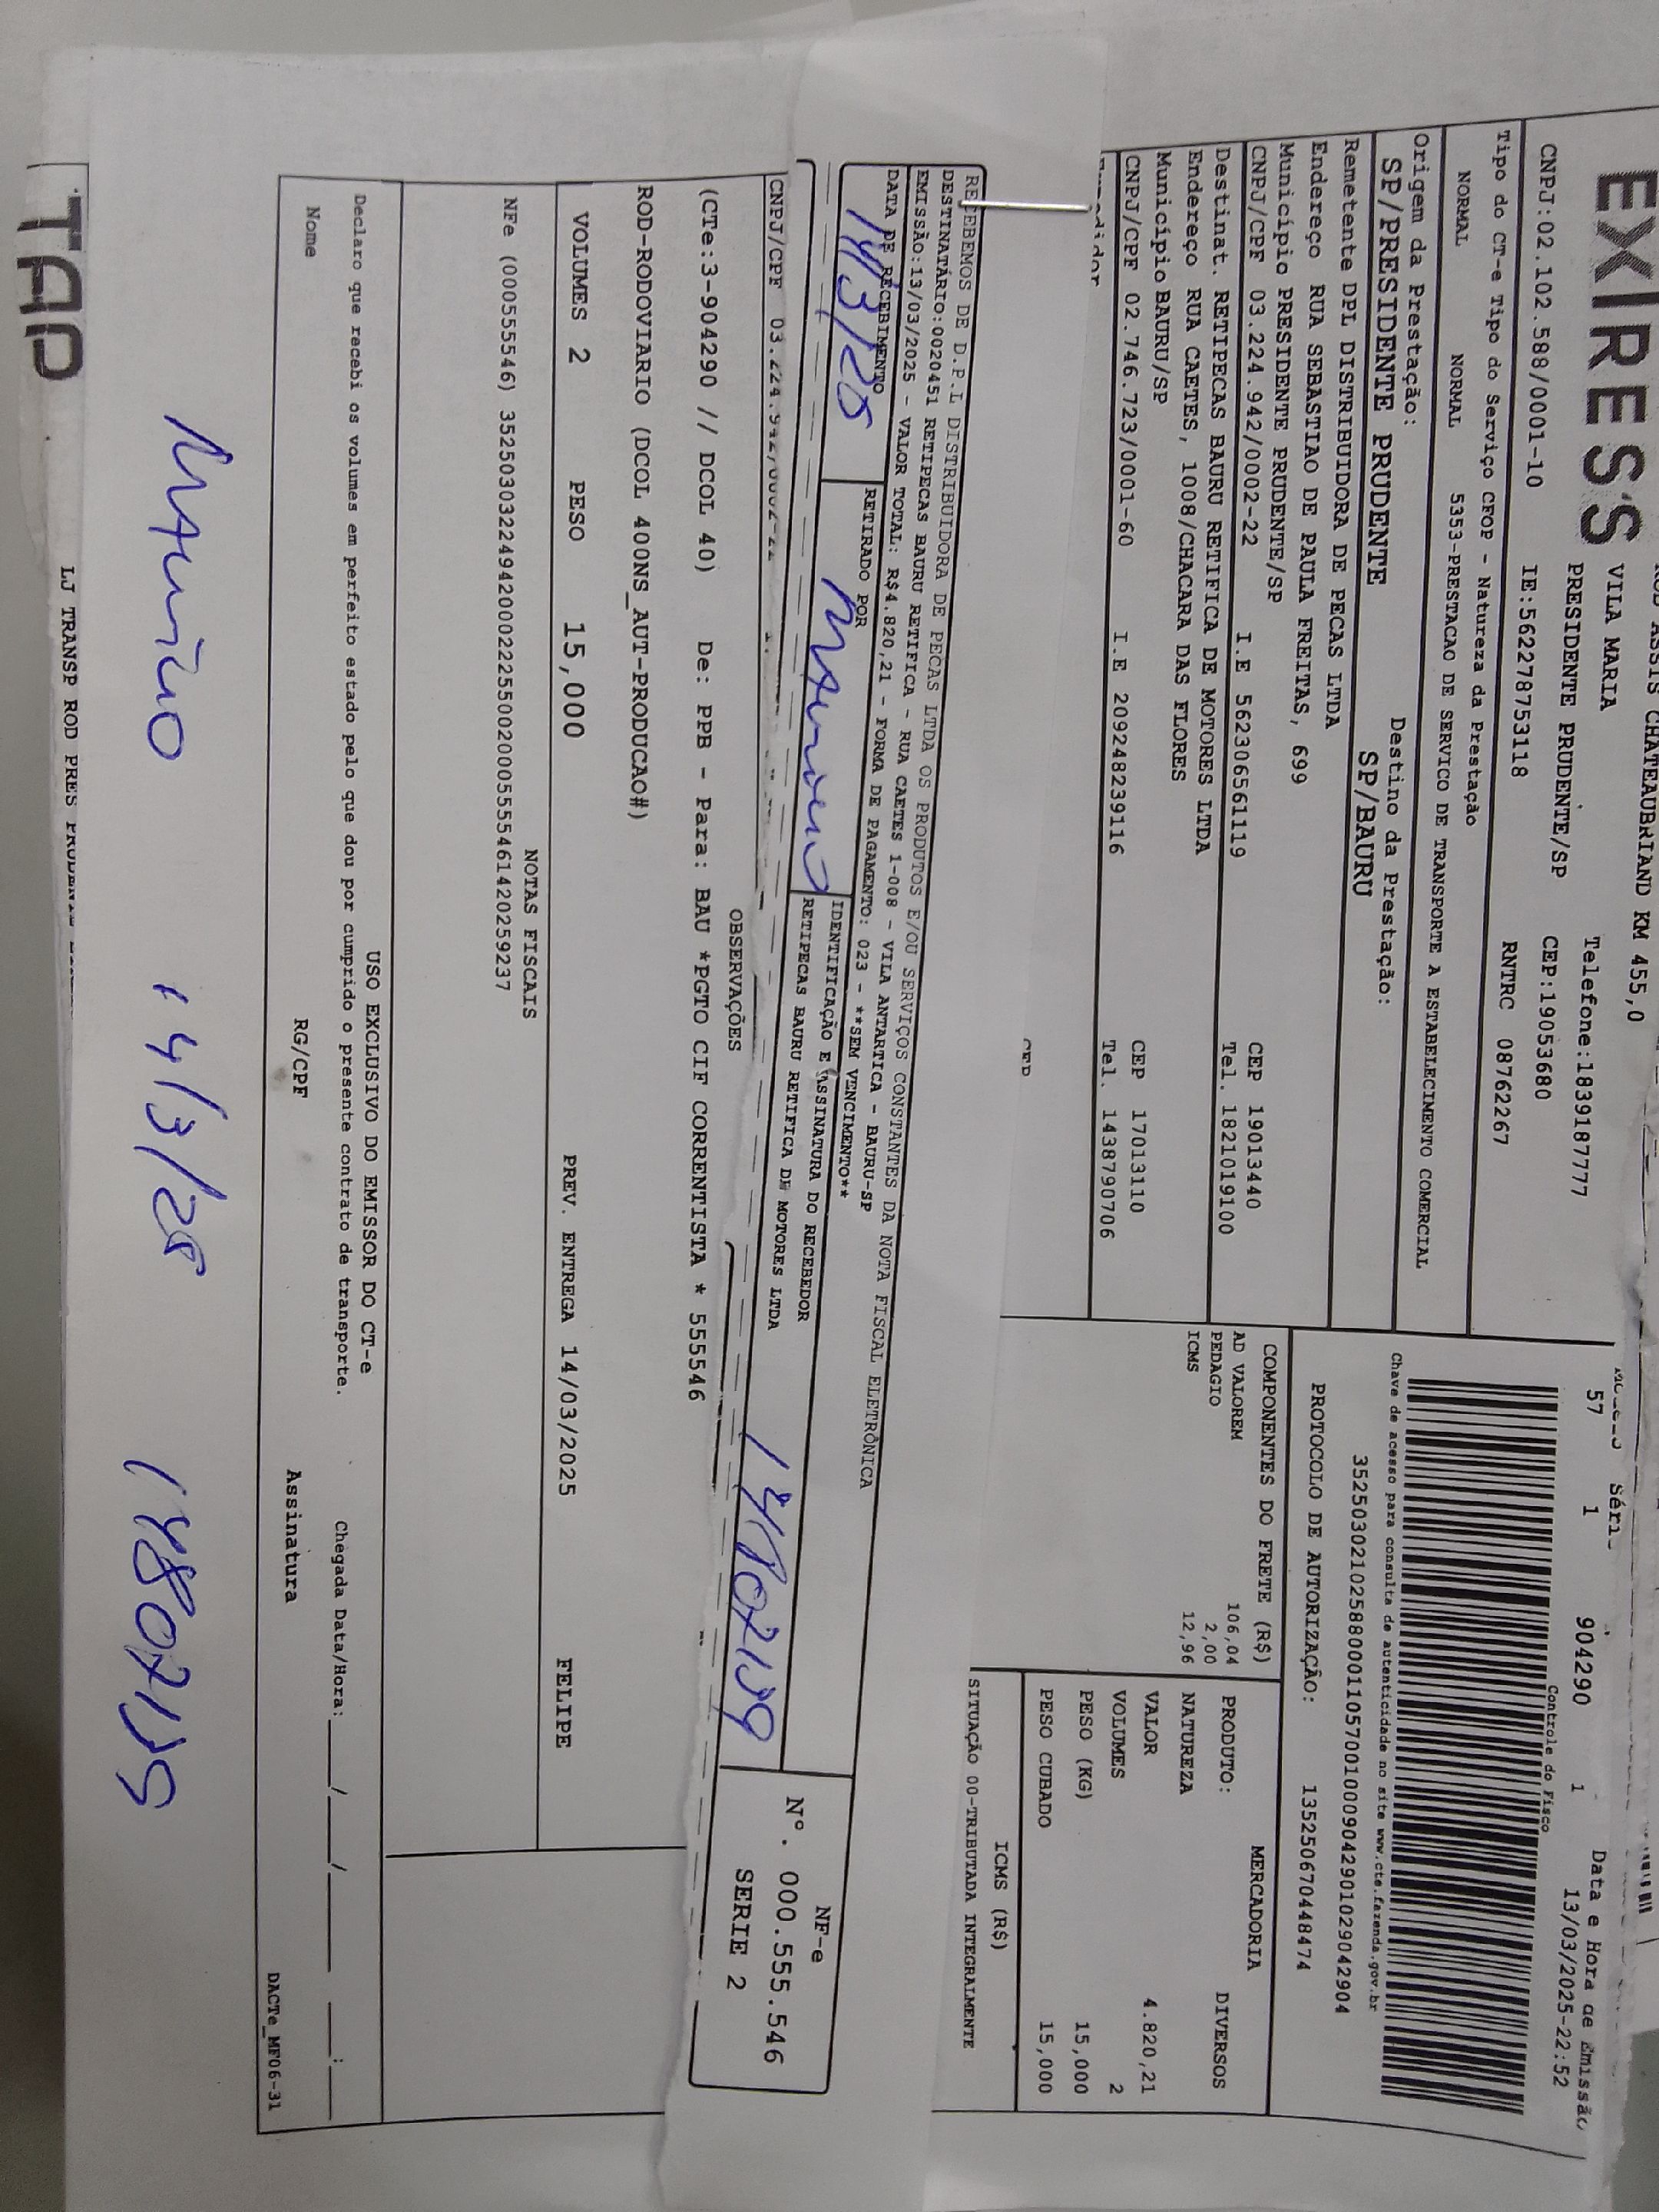 EXPRESS
ROD ASSIS CHATEAUBRIAND KM 455,0
VILA MARIA
PRESIDENTE PRUDENTE/SP
Telefone:1839187777
CEP:19053680
CNPJ:02.102.588/0001-10 IE:562278753118
RNTRC 08762267
Séri
57 1 904290 1
Data e Hora de Emissão
13/03/2025-22:52
Controle do Fisco
Tipo do CT-e Tipo do Serviço CFOP - Natureza da Prestação
NORMAL NORMAL 5353-PRESTACAO DE SERVICO DE TRANSPORTE A ESTABELECIMENTO COMERCIAL
Chave de acesso para consulta de autenticidade no site www.cte.fazenda.gov.br
Origem da Prestação: Destino da Prestação:
SP/PRESIDENTE PRUDENTE SP/BAURU
PROTOCOLO DE AUTORIZAÇÃO: 135250670448474
Remetente DPL DISTRIBUIDORA DE PECAS LTDA
Endereço RUA SEBASTIAO DE PAULA FREITAS, 699
Município PRESIDENTE PRUDENTE/SP CEP 19013440
CNPJ/CPF 03.224.942/0002-22 I.E 562306561119 Tel. 1821019100
Destinat. RETIPECAS BAURU RETIFICA DE MOTORES LTDA
Endereço RUA CAETES, 1008/CHACARA DAS FLORES
Município BAURU/SP CEP 17013110
CNPJ/CPF 02.746.723/0001-60 I.E 209248239116 Tel. 1438790706
COMPONENTES DO FRETE (R$)
AD VALOREM 106,04
PEDAGIO 2,00
ICMS 12,96
MERCADORIA
PRODUTO: DIVERSOS
NATUREZA
VALOR 4.820,21
VOLUMES 2
PESO (KG) 15,000
PESO CUBADO 15,000
ICMS (R$)
SITUAÇÃO 00-TRIBUTADA INTEGRALMENTE
RECEBEMOS DE D.P.L DISTRIBUIDORA DE PECAS LTDA OS PRODUTOS E/OU SERVIÇOS CONSTANTES DA NOTA FISCAL ELETRÔNICA
DESTINATÁRIO:0020451 RETIPECAS BAURU RETIFICA - RUA CAETES 1-008 - VILA ANTARTICA - BAURU-SP
EMISSÃO:13/03/2025 - VALOR TOTAL: R$4.820,21 - FORMA DE PAGAMENTO: 023 - **SEM VENCIMENTO**
DATA DE RECEBIMENTO
14/3/25
RETIRADO POR
IDENTIFICAÇÃO E ASSINATURA DO RECEBEDOR
RETIPECAS BAURU RETIFICA DE MOTORES LTDA
NF-e
N°. 000.555.546
SERIE 2
CNPJ/CPF 03.224.942/0002-22
OBSERVAÇÕES
(CTe:3-904290 // DCOL 40) De: PPB - Para: BAU *PGTO CIF CORRENTISTA * 555546
ROD-RODOVIARIO (DCOL 400NS_AUT-PRODUCAO#)
VOLUMES 2 PESO 15,000 PREV. ENTREGA 14/03/2025 FELIPE
NOTAS FISCAIS
NFe (000555546) 35250303224942000222550020005555461420259237
USO EXCLUSIVO DO EMISSOR DO CT-e
Declaro que recebi os volumes em perfeito estado pelo que dou por cumprido o presente contrato de transporte. Chegada Data/Hora:___/___/_____ ___:___
Nome RG/CPF Assinatura
DACTe_MF06-31
14/3/25
TAP
LJ TRANSP ROD PRES